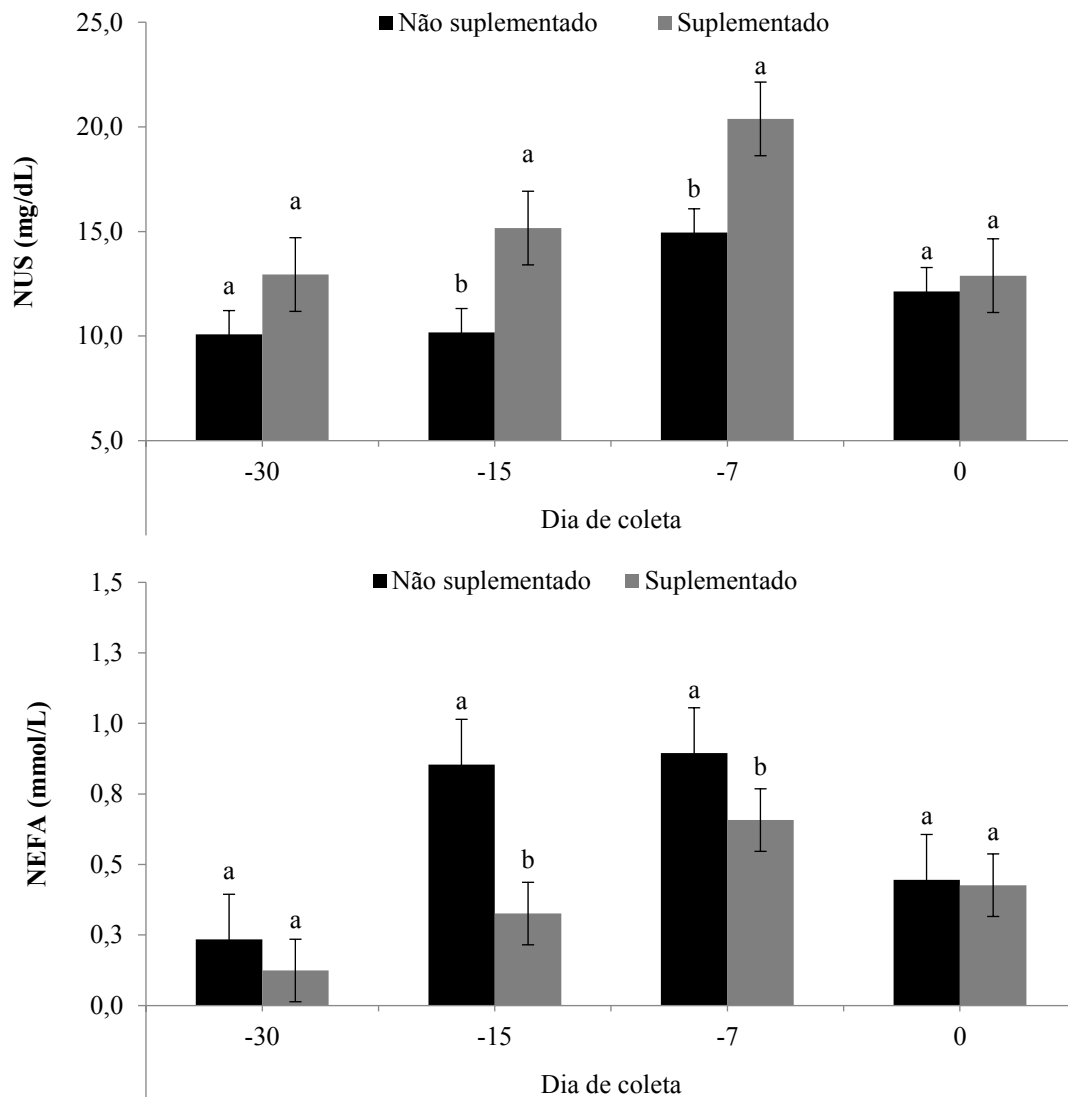 25,0
Não suplementado Suplementado
a
20,0
a
b
a
15,0
a
b
a
a
10,0
5,0
-30 -15 -7 0
NUS (mg/dL)
Dia de coleta
1,5
Não suplementado Suplementado
1,3
a
a
1,0
b
0,8
a
a
b
0,5
a
a
0,3
0,0
-30 -15 -7 0
NEFA (mmol/L)
Dia de coleta